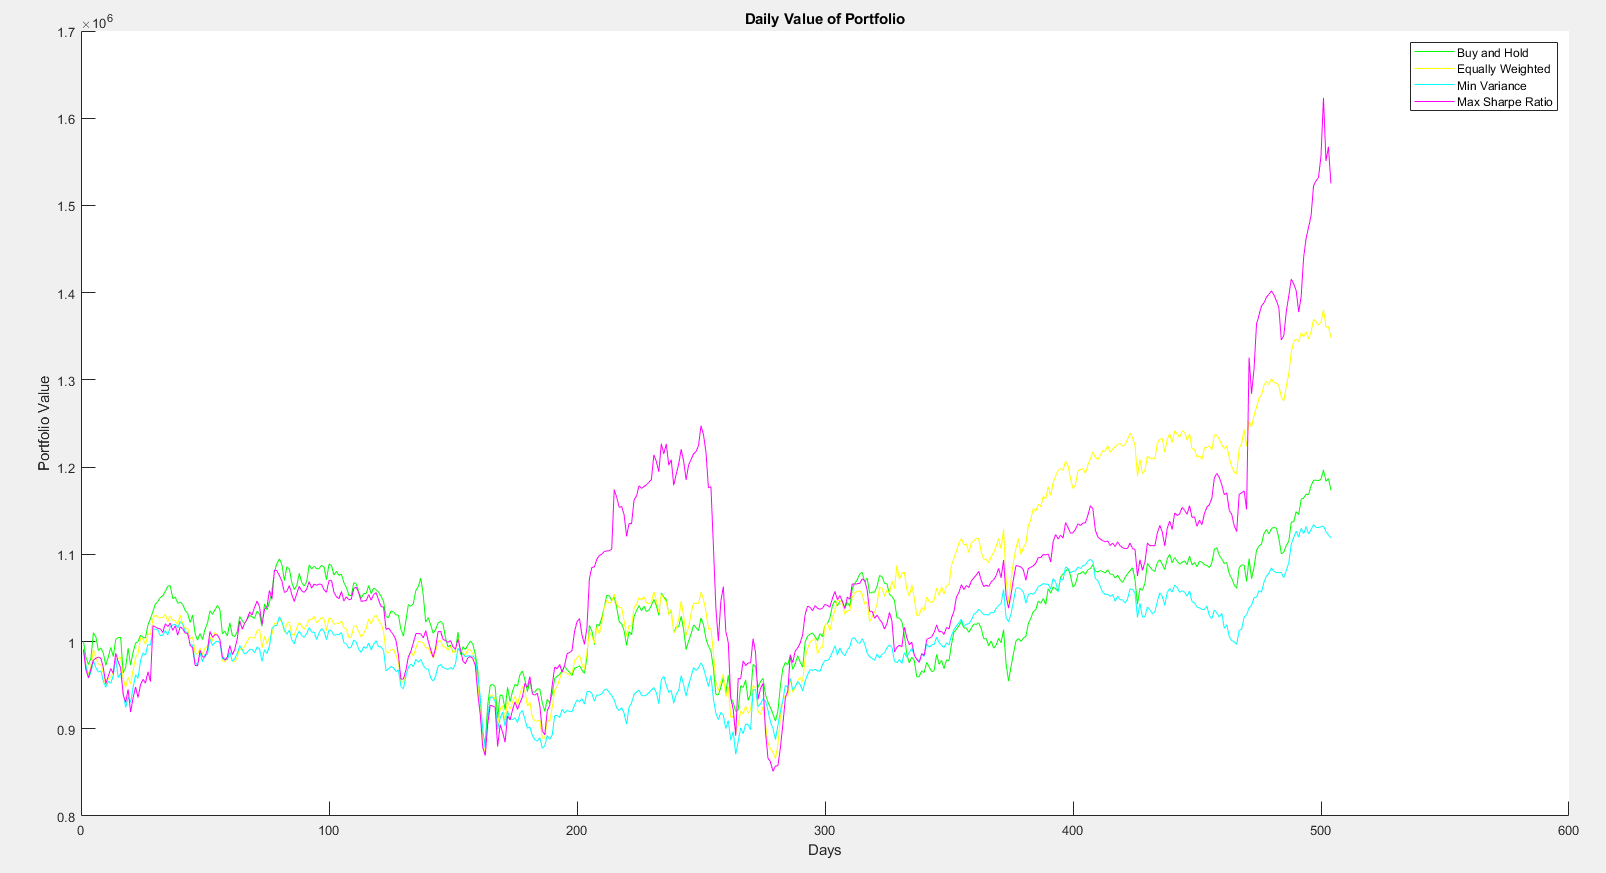 Daily Value of Portfolio
×10^6
1.7
1.6
1.5
1.4
1.3
1.2
1.1
1
0.9
0.8
Portfolio Value
0 100 200 300 400 500 600
Days
Buy and Hold
Equally Weighted
Min Variance
Max Sharpe Ratio